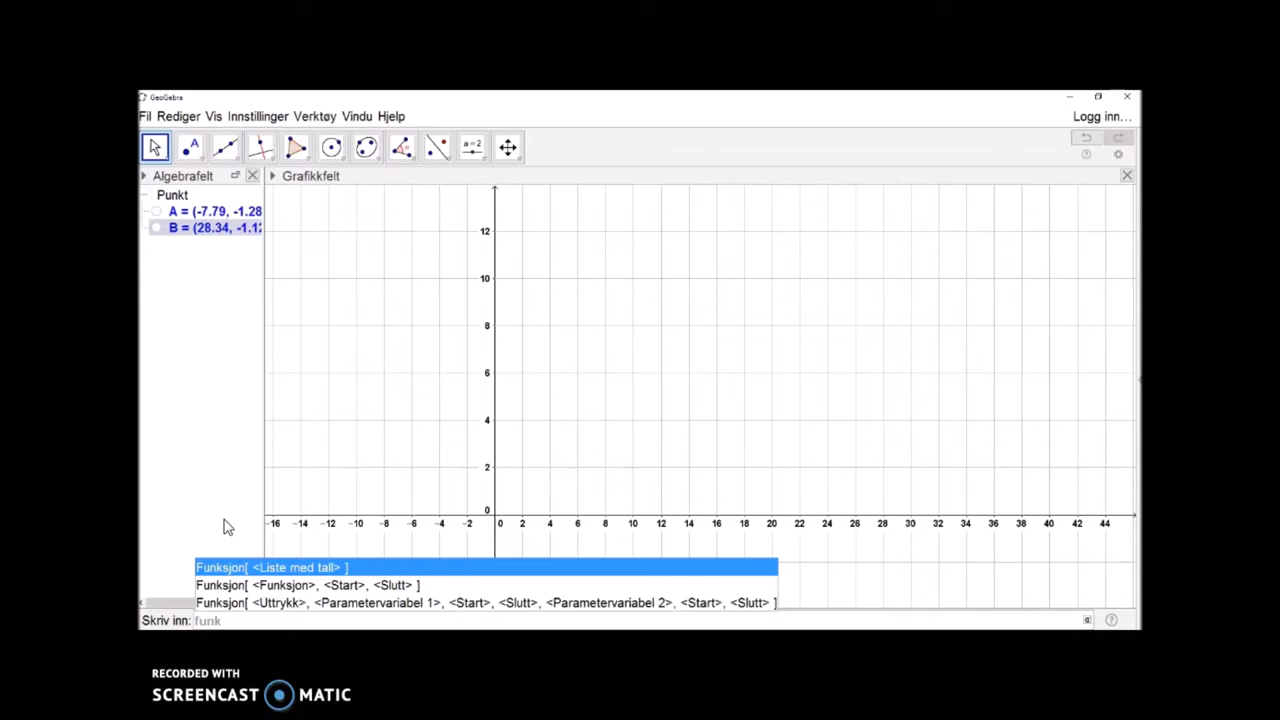 GeoGebra
Fil Rediger Vis Innstillinger Verktøy Vindu Hjelp
Logg inn...
A
a=2
Algebrafelt
Grafikkfelt
Punkt
A = (-7.79, -1.28
B = (28.34, -1.12
12
10
8
6
4
2
0
-16 -14 -12 -10 -8 -6 -4 -2 0 2 4 6 8 10 12 14 16 18 20 22 24 26 28 30 32 34 36 38 40 42 44
Funksjon[ <Liste med tall> ]
Funksjon[ <Funksjon>, <Start>, <Slutt> ]
Funksjon[ <Uttrykk>, <Parametervariabel 1>, <Start>, <Slutt>, <Parametervariabel 2>, <Start>, <Slutt> ]
Skriv inn: funk
α
RECORDED WITH
SCREENCAST MATIC